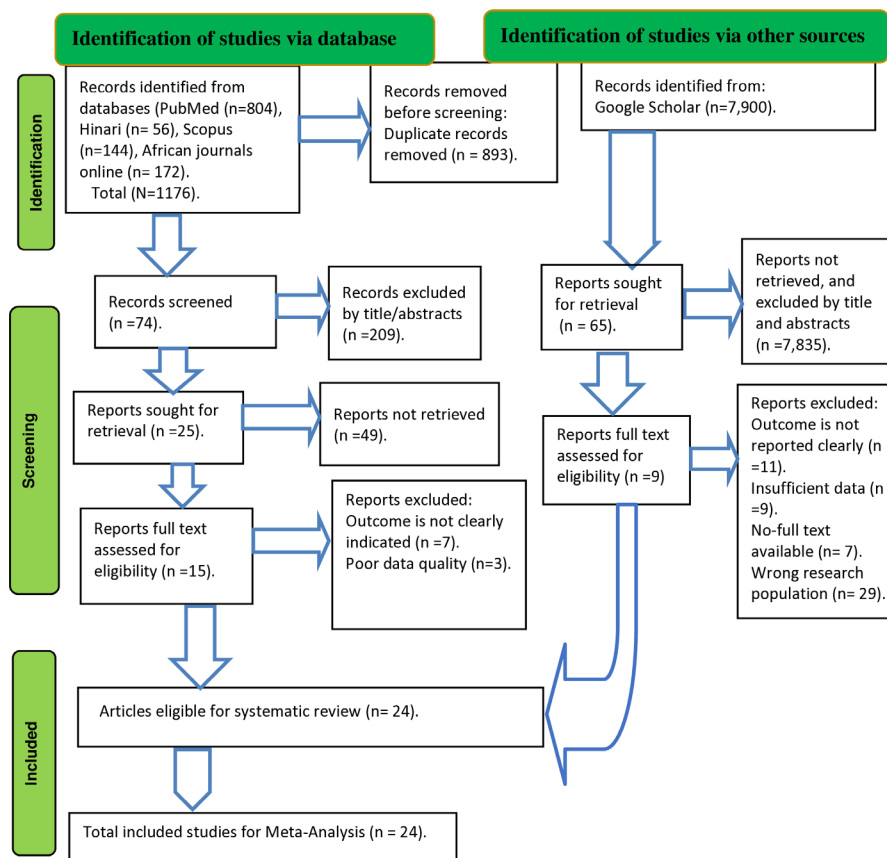 Identification of studies via database
Identification of studies via other sources
Identification
Records identified from
databases (PubMed (n=804),
Hinari (n= 56), Scopus
(n=144), African journals
online (n= 172).
Total (N=1176)
Records removed
before screening:
Duplicate records
removed (n = 893).
Records identified from:
Google Scholar (n=7,900).
Screening
Records screened
(n =74).
Records excluded
by title/abstracts
(n =209).
Reports sought
for retrieval
(n = 65).
Reports not
retrieved, and
excluded by title
and abstracts
(n =7,835).
Reports sought for
retrieval (n =25).
Reports not retrieved
(n =49).
Reports full text
assessed for
eligibility (n =9)
Reports excluded:
Outcome is not
reported clearly (n
=11).
Insufficient data (n
=9).
No-full text
available (n= 7).
Wrong research
population (n= 29).
Reports full text
assessed for
eligibility (n =15).
Reports excluded:
Outcome is not clearly
indicated (n =7).
Poor data quality (n=3).
Included
Articles eligible for systematic review (n= 24).
Total included studies for Meta-Analysis (n = 24).